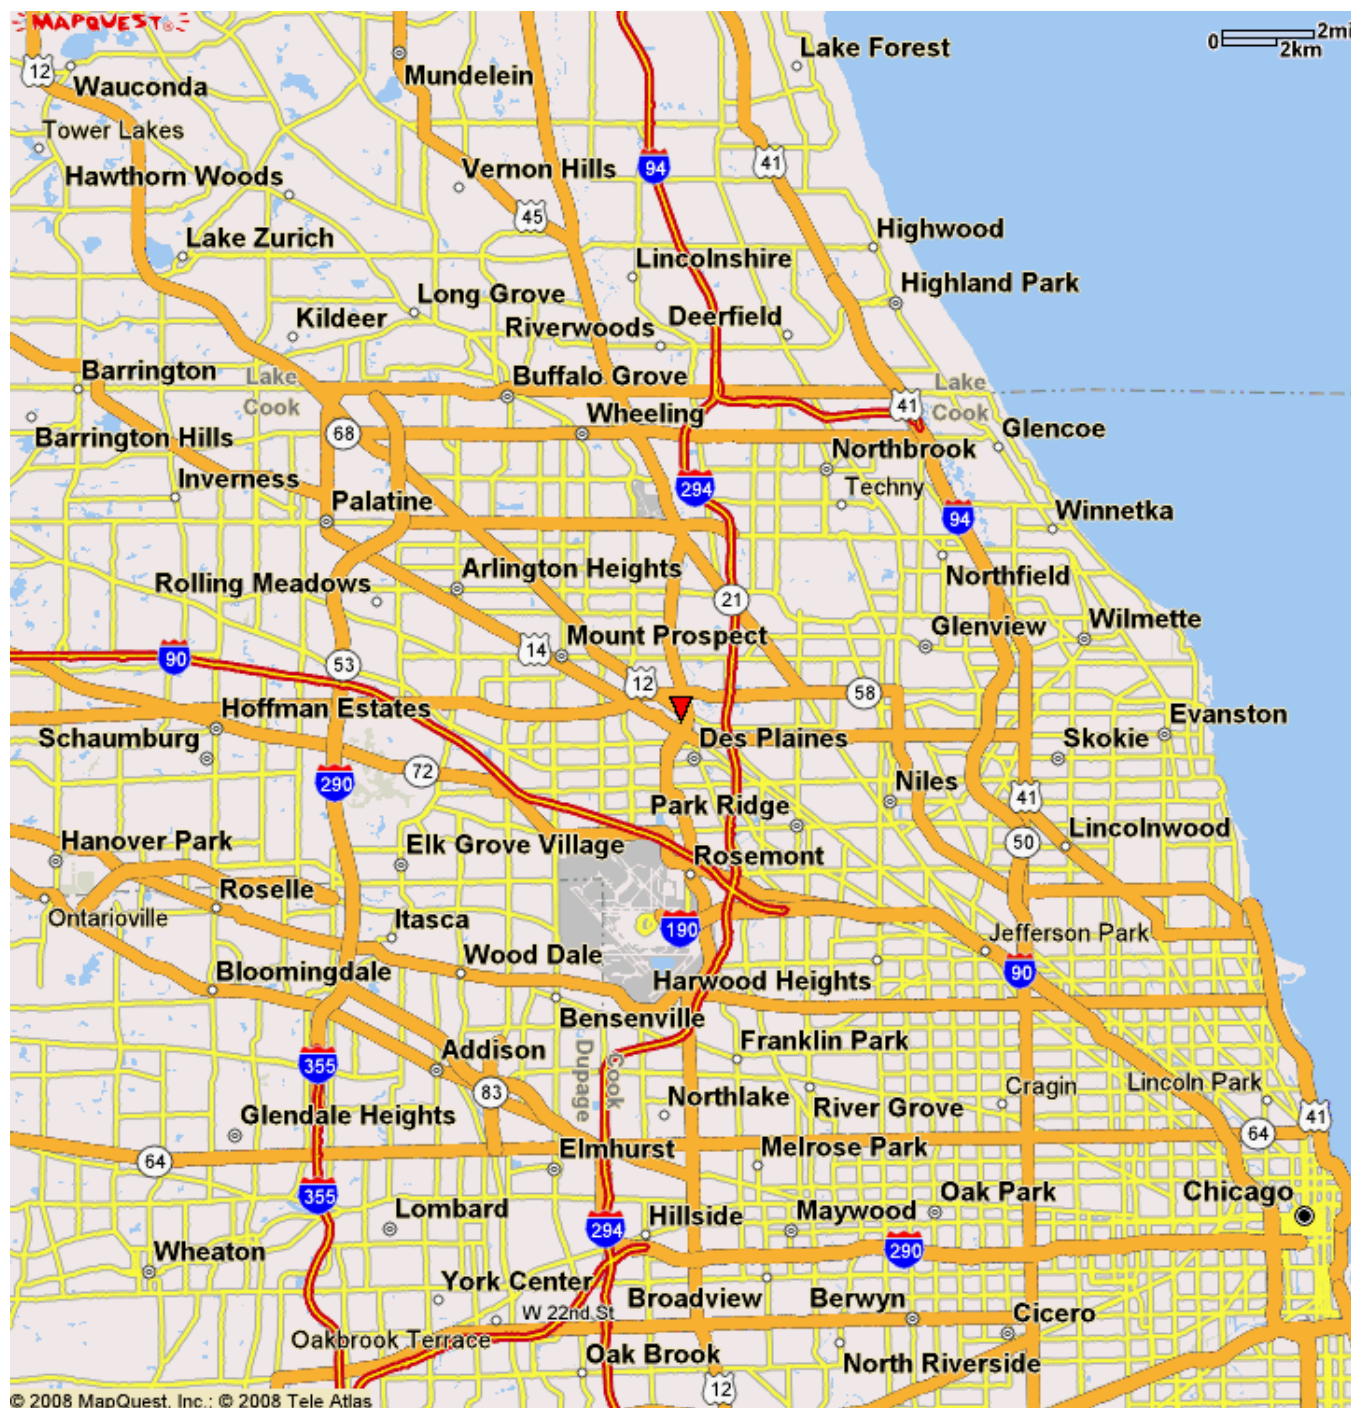 MAPQUEST
0 2mi
2km
Lake Forest
12
Mundelein
Wauconda
Tower Lakes
41
94
Vernon Hills
Hawthorn Woods
45
Highwood
Lake Zurich
Lincolnshire
Highland Park
Long Grove
Kildeer
Riverwoods
Deerfield
Barrington
Lake
Cook
Buffalo Grove
Lake
Cook
41
Wheeling
Glencoe
68
Barrington Hills
Northbrook
Inverness
294
Techny
Palatine
Winnetka
94
Arlington Heights
Northfield
Rolling Meadows
21
Wilmette
Glenview
Mount Prospect
14
90
53
12
58
Hoffman Estates
Evanston
Schaumburg
Des Plaines
Skokie
72
290
Niles
41
Park Ridge
Lincolnwood
Hanover Park
Elk Grove Village
50
Rosemont
Roselle
Ontarioville
Itasca
190
Jefferson Park
Wood Dale
Bloomingdale
90
Harwood Heights
Bensenville
Franklin Park
Addison
355
Dupage
Cook
83
Cragin
Lincoln Park
Northlake
River Grove
41
Glendale Heights
64
Elmhurst
Melrose Park
64
355
Oak Park
Chicago
Lombard
Hillside
Maywood
294
Wheaton
290
York Center
Broadview
Berwyn
Cicero
W 22nd St
Oakbrook Terrace
Oak Brook
North Riverside
12
© 2008 MapQuest, Inc.; © 2008 Tele Atlas